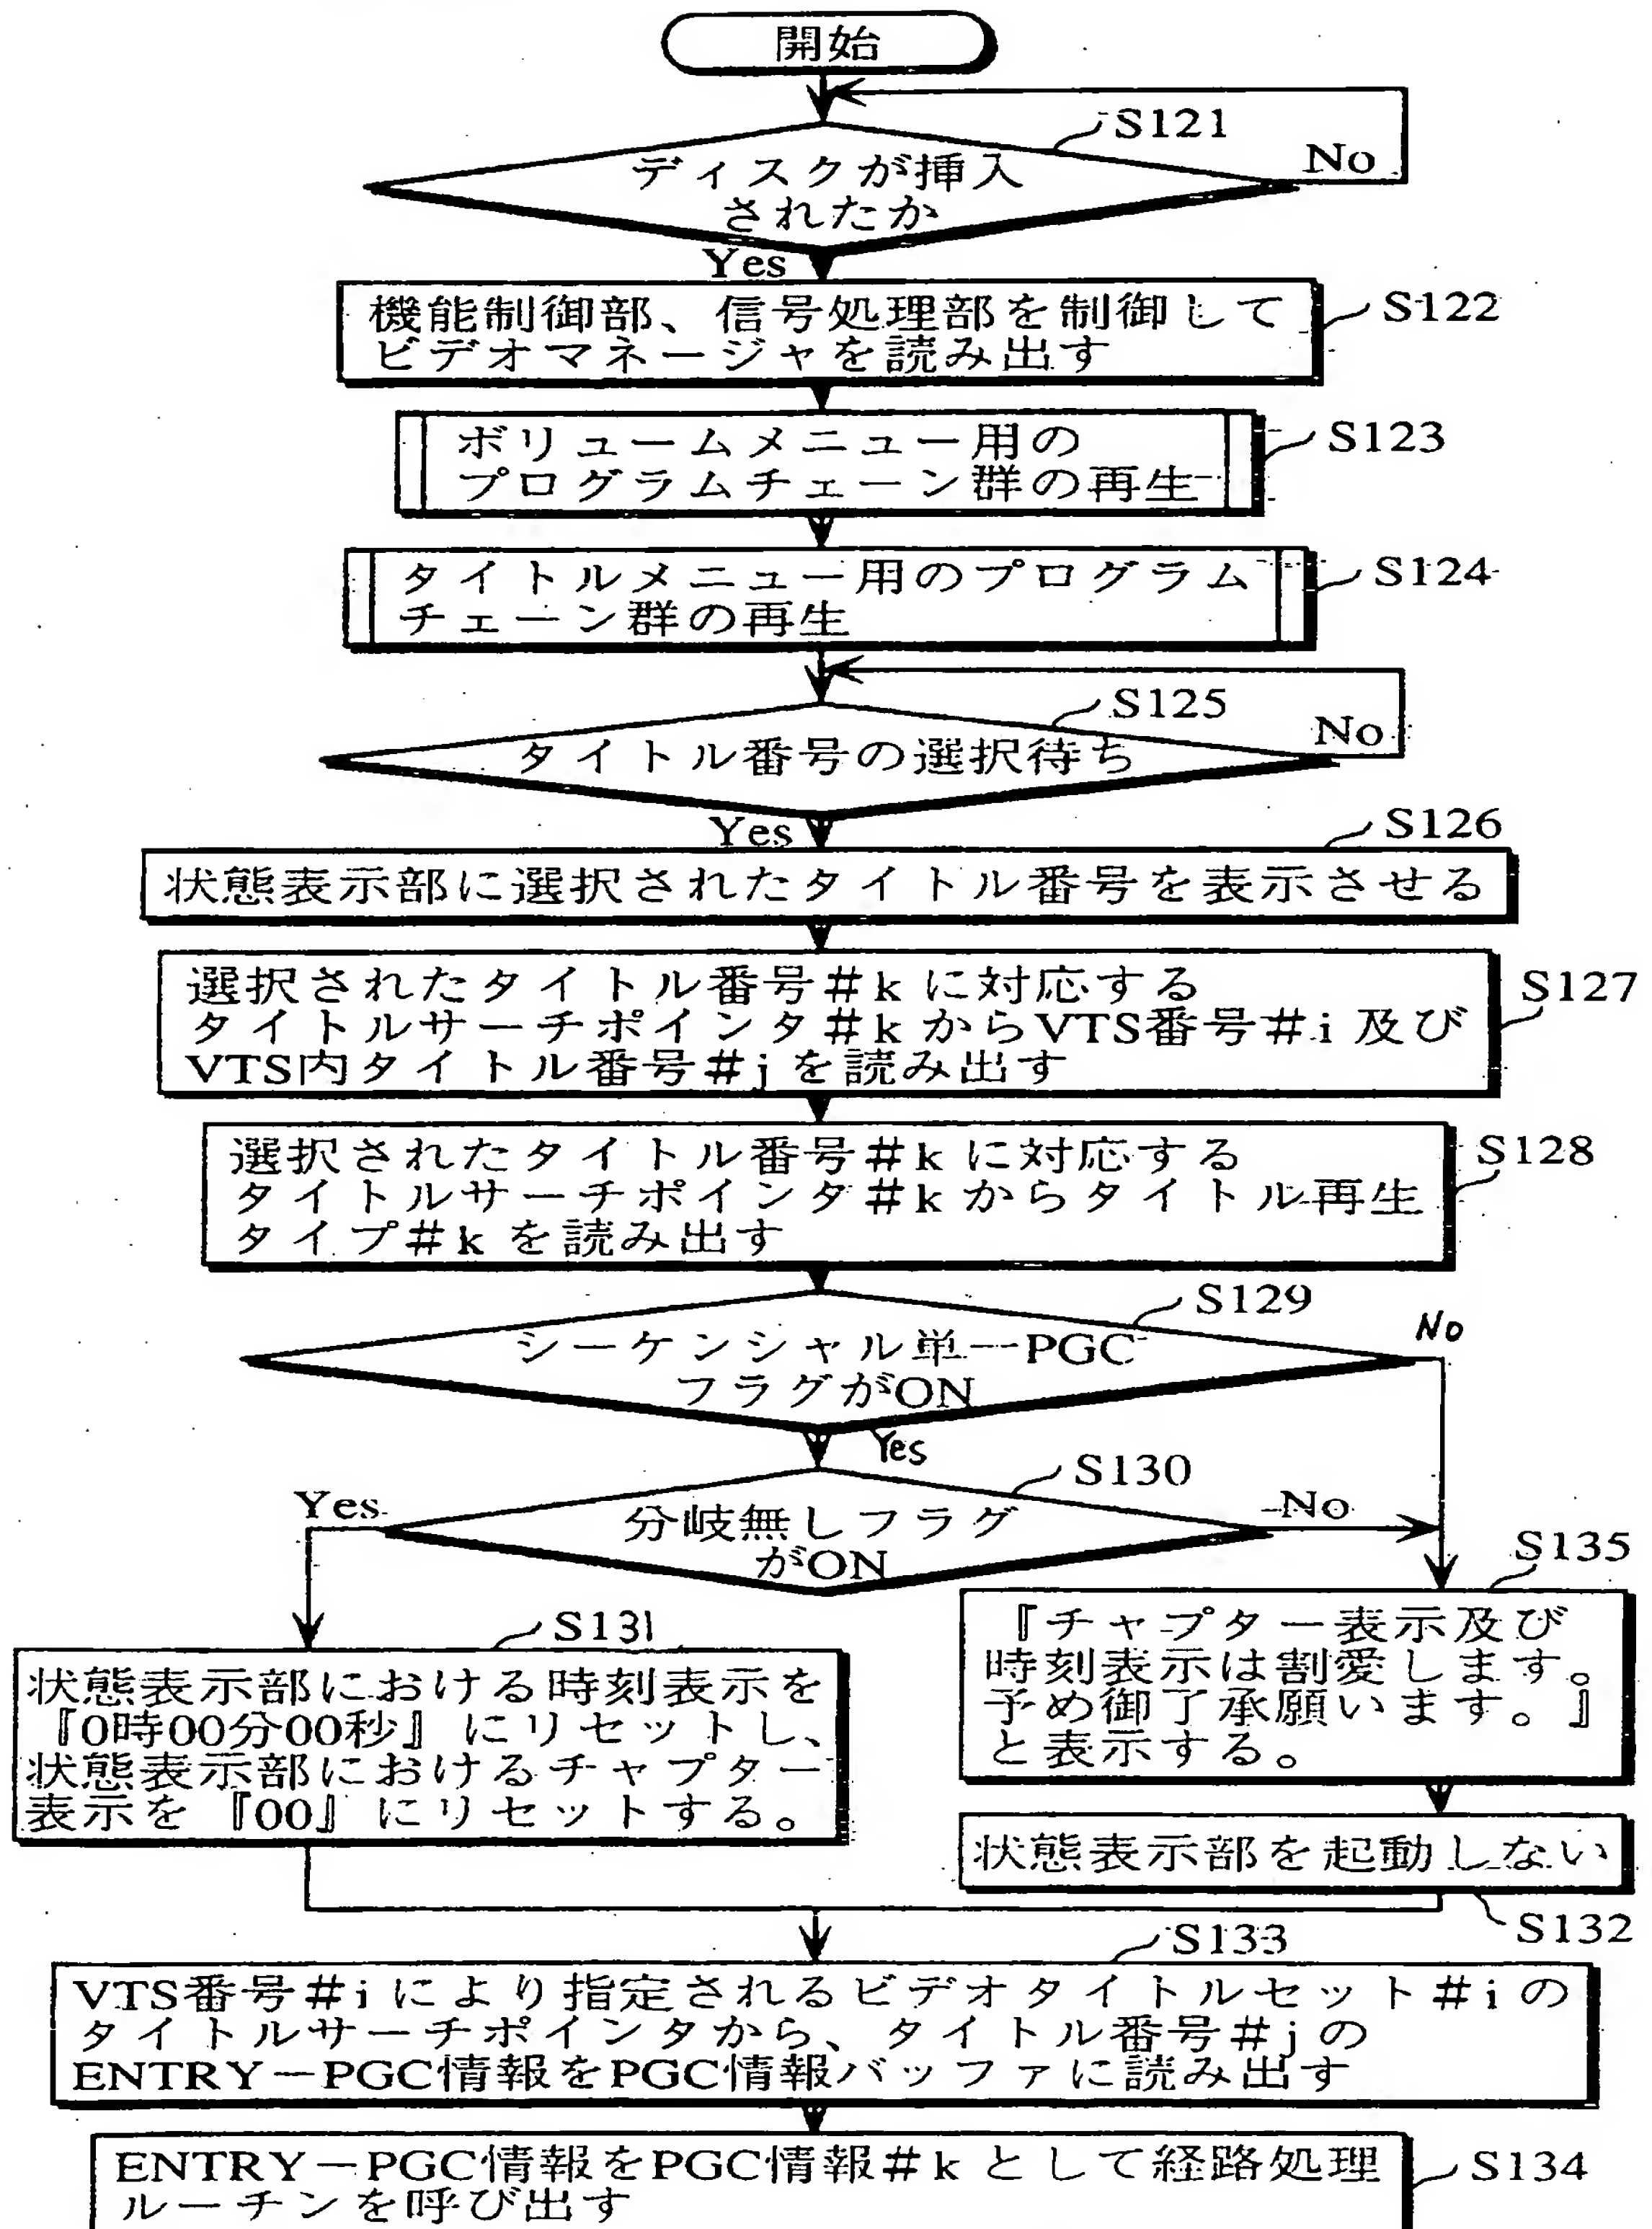 開始
S121
ディスクが挿入
されたか
No
Yes
機能制御部、信号処理部を制御して
ビデオマネージャを読み出す
S122
ボリュームメニュー用の
プログラムチェーン群の再生
S123
タイトルメニュー用のプログラム
チェーン群の再生
S124
S125
タイトル番号の選択待ち
No
Yes
S126
状態表示部に選択されたタイトル番号を表示させる
選択されたタイトル番号#kに対応する
タイトルサーチポインタ#kからVTS番号#i及び
VTS内タイトル番号#jを読み出す
S127
選択されたタイトル番号#kに対応する
タイトルサーチポインタ#kからタイトル再生
タイプ#kを読み出す
S128
S129
シーケンシャル単一PGC
フラグがON
No
Yes
S130
分岐無しフラグ
がON
Yes
No
S131
状態表示部における時刻表示を
『0時00分00秒』にリセットし、
状態表示部におけるチャプター
表示を『00』にリセットする。
S135
『チャプター表示及び
時刻表示は割愛します。
予め御了承願います。』
と表示する。
状態表示部を起動しない
S132
S133
VTS番号#iにより指定されるビデオタイトルセット#iの
タイトルサーチポインタから、タイトル番号#jの
ENTRY−PGC情報をPGC情報バッファに読み出す
ENTRY−PGC情報をPGC情報#kとして経路処理
ルーチンを呼び出す
S134